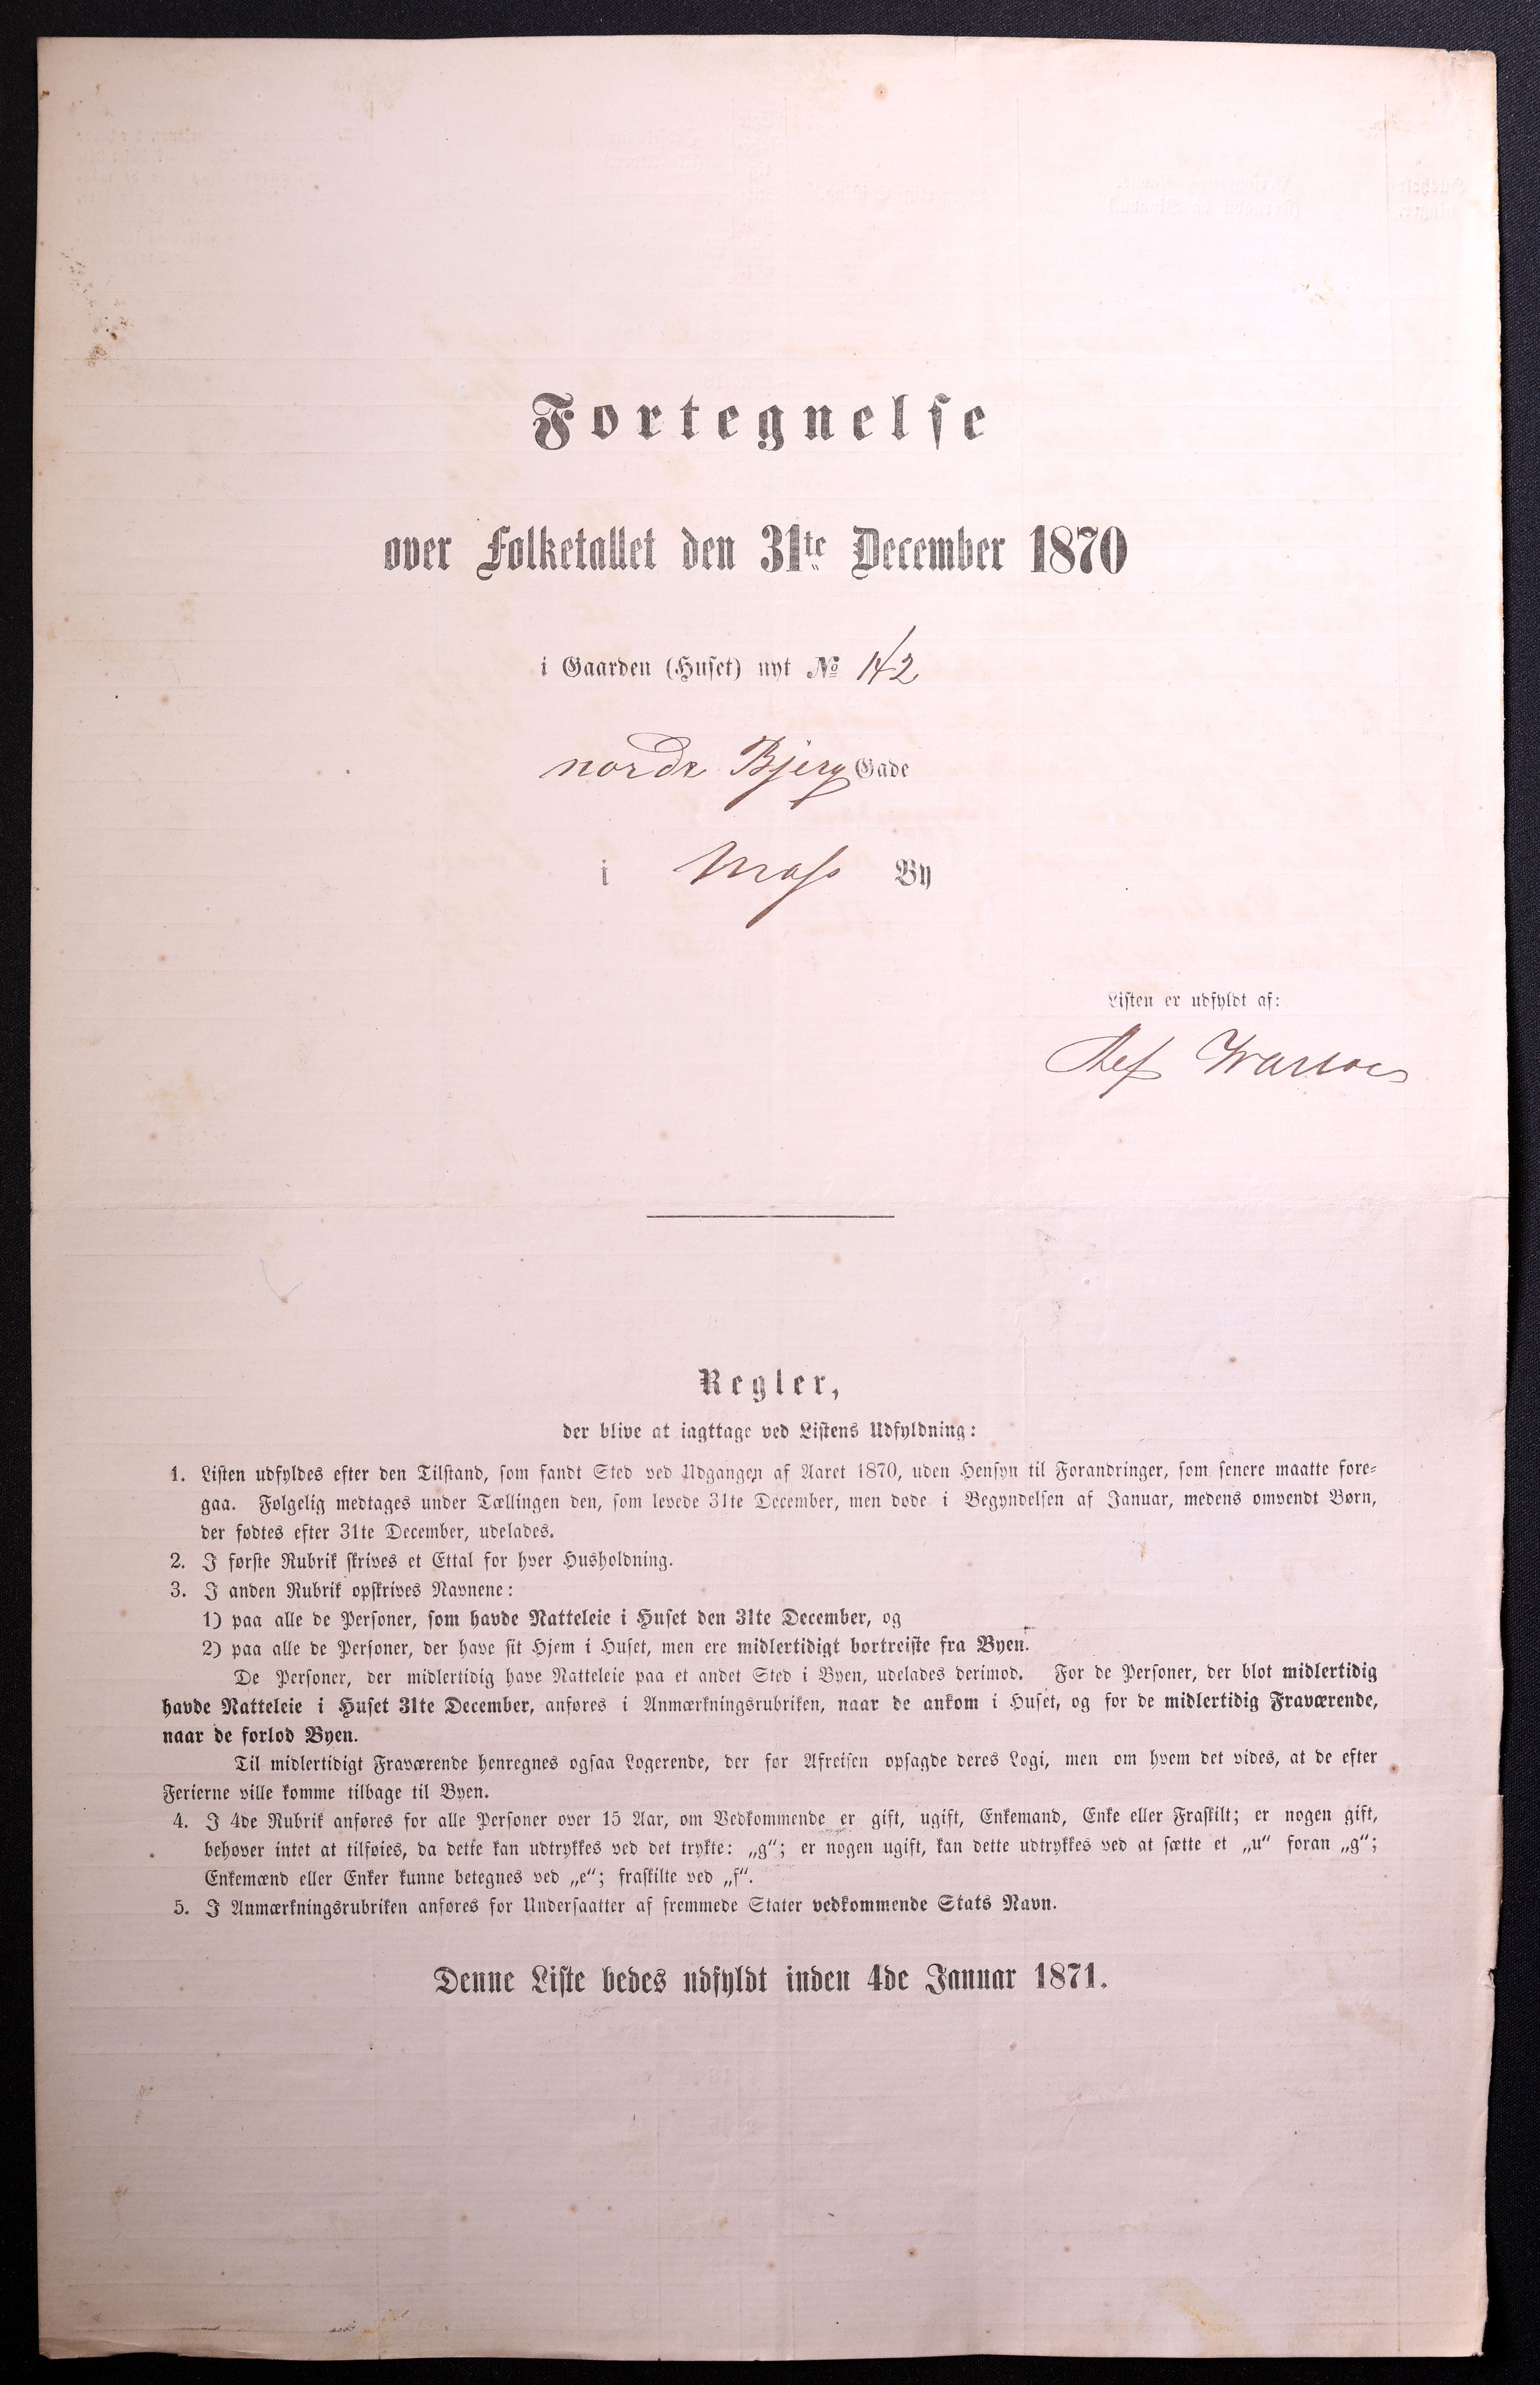 Fortegnelse
over Folketallet den 31te December 1870
i Gaarden (Huset) nyt No 142
nordr Bjerg Gade
i Moss By
Listen er udfyldt af:
Regler,
der blive at iagttage ved Listens Udfyldning:
1. Listen udfyldes efter den Tilstand, som fandt Sted ved Udgangen af Aaret 1870, uden Hensyn til Forandringer, som senere maatte fore-
gaa. Følgelig medtages under Tællingen den, som levede 31te December, men døde i Begyndelsen af Januar, medens omvendt Børn,
der fødtes efter 31te December, udelades.
2. I første Rubrik skrives et Ettal for hver Husholdning.
3. I anden Rubrik opskrives Navnene:
1) paa alle de Personer, som havde Natteleie i Huset den 31te December, og
2) paa alle de Personer, der have sit Hjem i Huset, men ere midlertidigt bortreiste fra Byen.
De Personer, der midlertidig have Natteleie paa et andet Sted i Byen, udelades derimod. For de Personer, der blot midlertidig
havde Natteleie i Huset 31te December, anføres i Anmærkningsrubriken, naar de ankom i Huset, og for de midlertidig Fraværende,
naar de forlod Byen.
Til midlertidigt Fraværende henregnes ogsaa Logerende, der før Afreisen opsagde deres Logi, men om hvem det vides, at de efter
Ferierne ville komme tilbage til Byen.
4. I 4de Rubrik anføres for alle Personer over 15 Aar, om Vedkommende er gift, ugift, Enkemand, Enke eller Fraskilt; er nogen gift,
behøver intet at tilføies, da dette kan udtrykkes ved det trykte: „g“; er nogen ugift, kan dette udtrykkes ved at sætte et „u“ foran „g“;
Enkemænd eller Enker kunne betegnes ved „e“; fraskilte ved „f“.
5. I Anmærkningsrubriken anføres for Undersaatter af fremmede Stater vedkommende Stats Navn.
Denne Liste bedes udfyldt inden 4de Januar 1871.